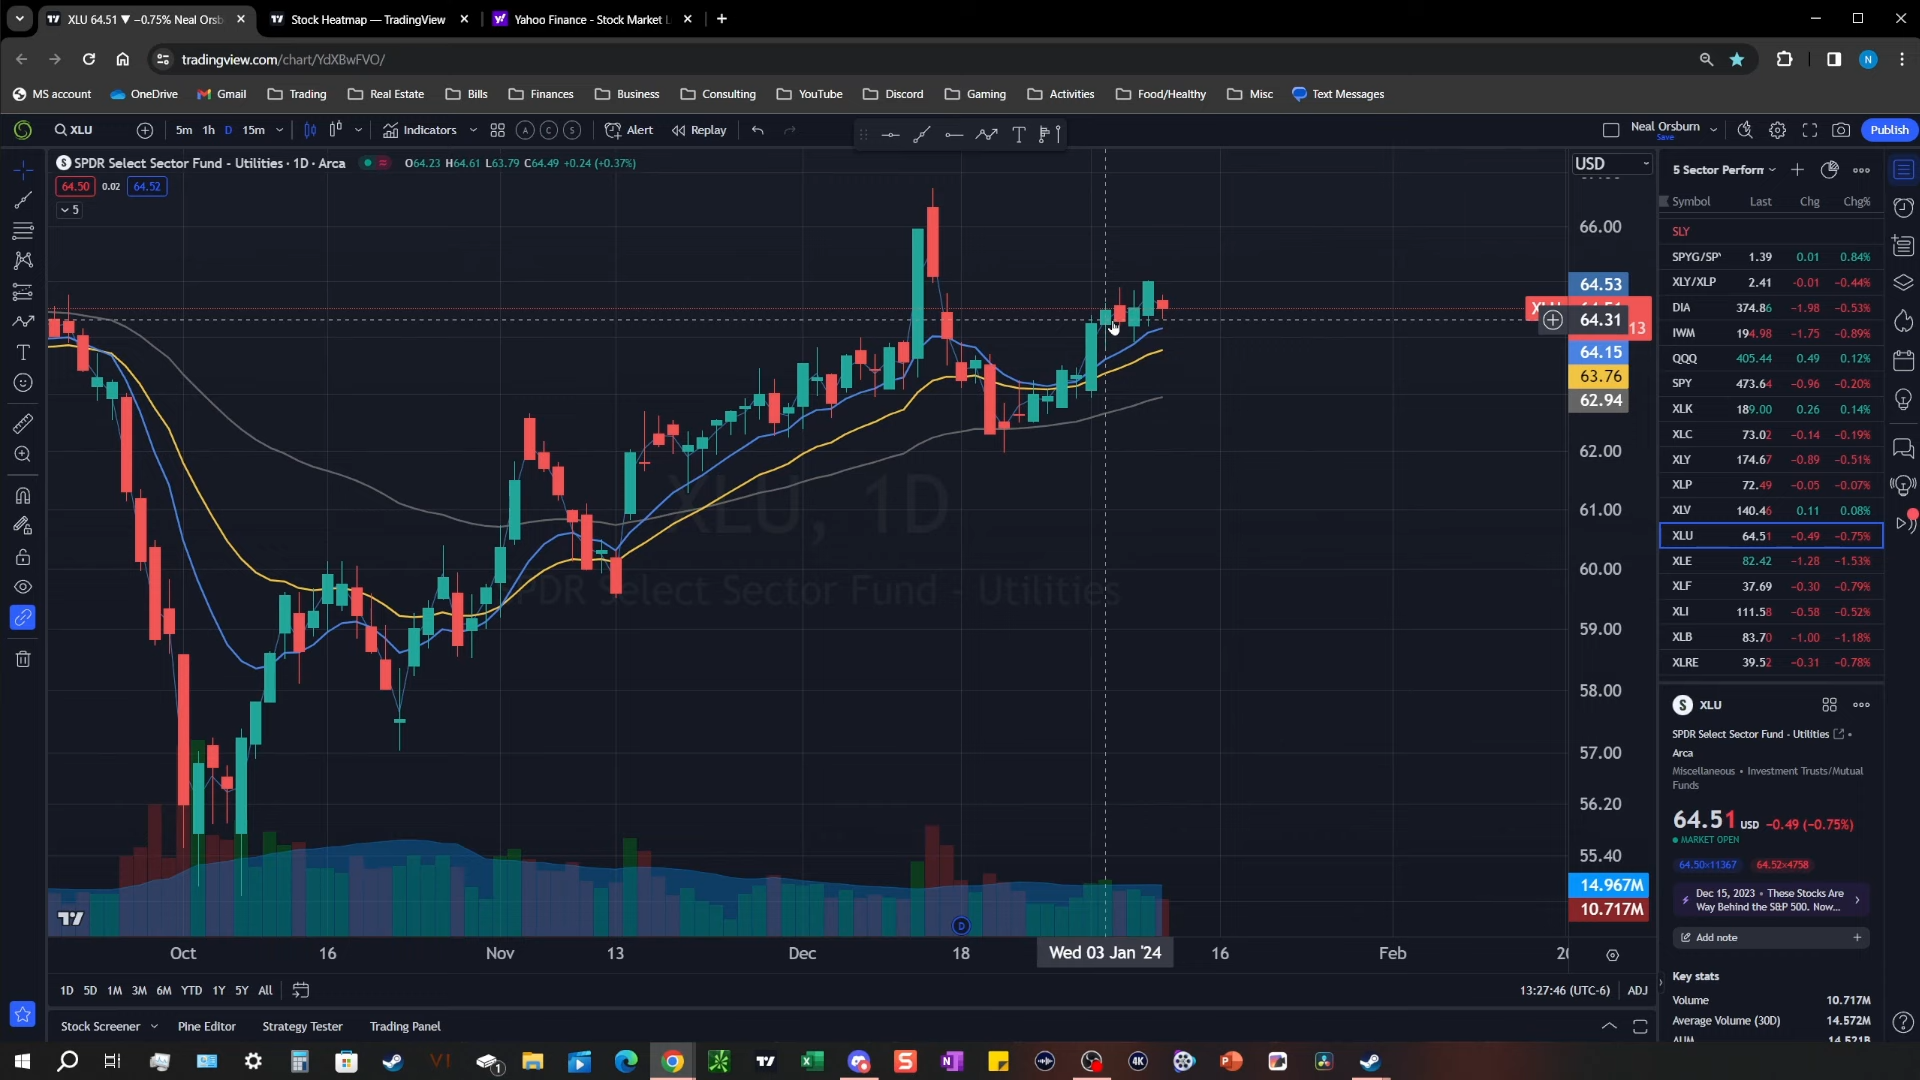 XLU 64.51 ▼ −0.75% Neal Orsb
Stock Heatmap — TradingView
Yahoo Finance - Stock Market L
tradingview.com/chart/YdXBwFVO/
N
MS account
OneDrive
Gmail
Trading
Real Estate
Bills
Finances
Business
Consulting
YouTube
Discord
Gaming
Activities
Food/Healthy
Misc
Text Messages
XLU
5m 1h D 15m
Indicators
A C S
Alert
Replay
Neal Orsburn
Save
Publish
SPDR Select Sector Fund - Utilities · 1D · Arca
O64.23 H64.61 L63.79 C64.49 +0.24 (+0.37%)
64.50 0.02 64.52
5
USD
66.00
64.53
64.31
13
64.15
63.76
62.94
62.00
61.00
60.00
59.00
58.00
57.00
56.20
55.40
14.967M
10.717M
XLU, 1D
SPDR Select Sector Fund - Utilities
D
Oct 16 Nov 13 Dec 18 Wed 03 Jan '24 16 Feb
1D 5D 1M 3M 6M YTD 1Y 5Y All
13:27:46 (UTC-6) ADJ
Stock Screener
Pine Editor
Strategy Tester
Trading Panel
5 Sector Perform
Symbol Last Chg Chg%
SLY
SPYG/SP 1.39 0.01 0.84%
XLY/XLP 2.41 −0.01 −0.44%
DIA 374.86 −1.98 −0.53%
IWM 194.98 −1.75 −0.89%
QQQ 405.44 0.49 0.12%
SPY 473.64 −0.96 −0.20%
XLK 189.00 0.26 0.14%
XLC 73.02 −0.14 −0.19%
XLY 174.67 −0.89 −0.51%
XLP 72.49 −0.05 −0.07%
XLV 140.46 0.11 0.08%
XLU 64.51 −0.49 −0.75%
XLE 82.42 −1.28 −1.53%
XLF 37.69 −0.30 −0.79%
XLI 111.58 −0.58 −0.52%
XLB 83.70 −1.00 −1.18%
XLRE 39.52 −0.31 −0.78%
S XLU
SPDR Select Sector Fund - Utilities •
Arca
Miscellaneous • Investment Trusts/Mutual
Funds
64.51 USD −0.49 (−0.75%)
MARKET OPEN
64.50×11367 64.52×4758
Dec 15, 2023 • These Stocks Are
Way Behind the S&P 500. Now...
Add note
Key stats
Volume 10.717M
Average Volume (30D) 14.572M